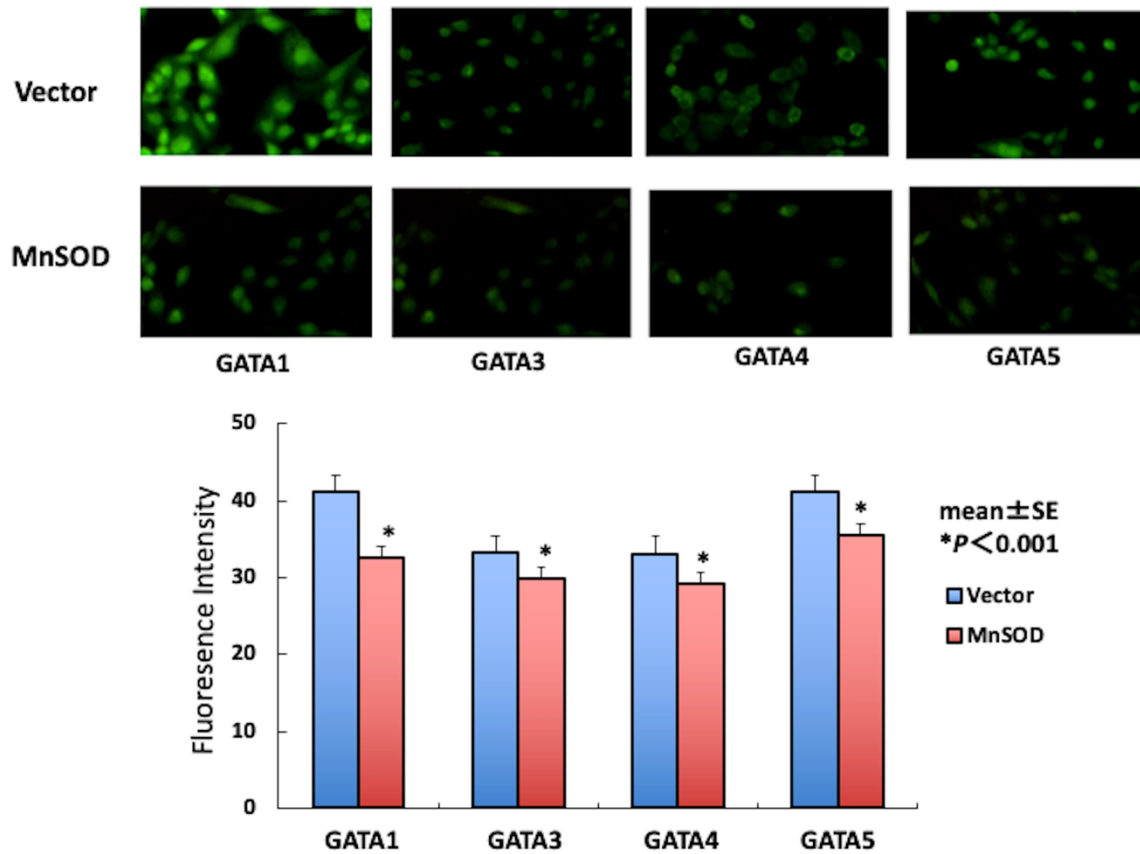 Vector
MnSOD
GATA1 GATA3 GATA4 GATA5
50
40
30
20
10
0
Fluoresence Intensity
* * * *
mean±SE
*P<0.001
Vector
MnSOD
GATA1 GATA3 GATA4 GATA5